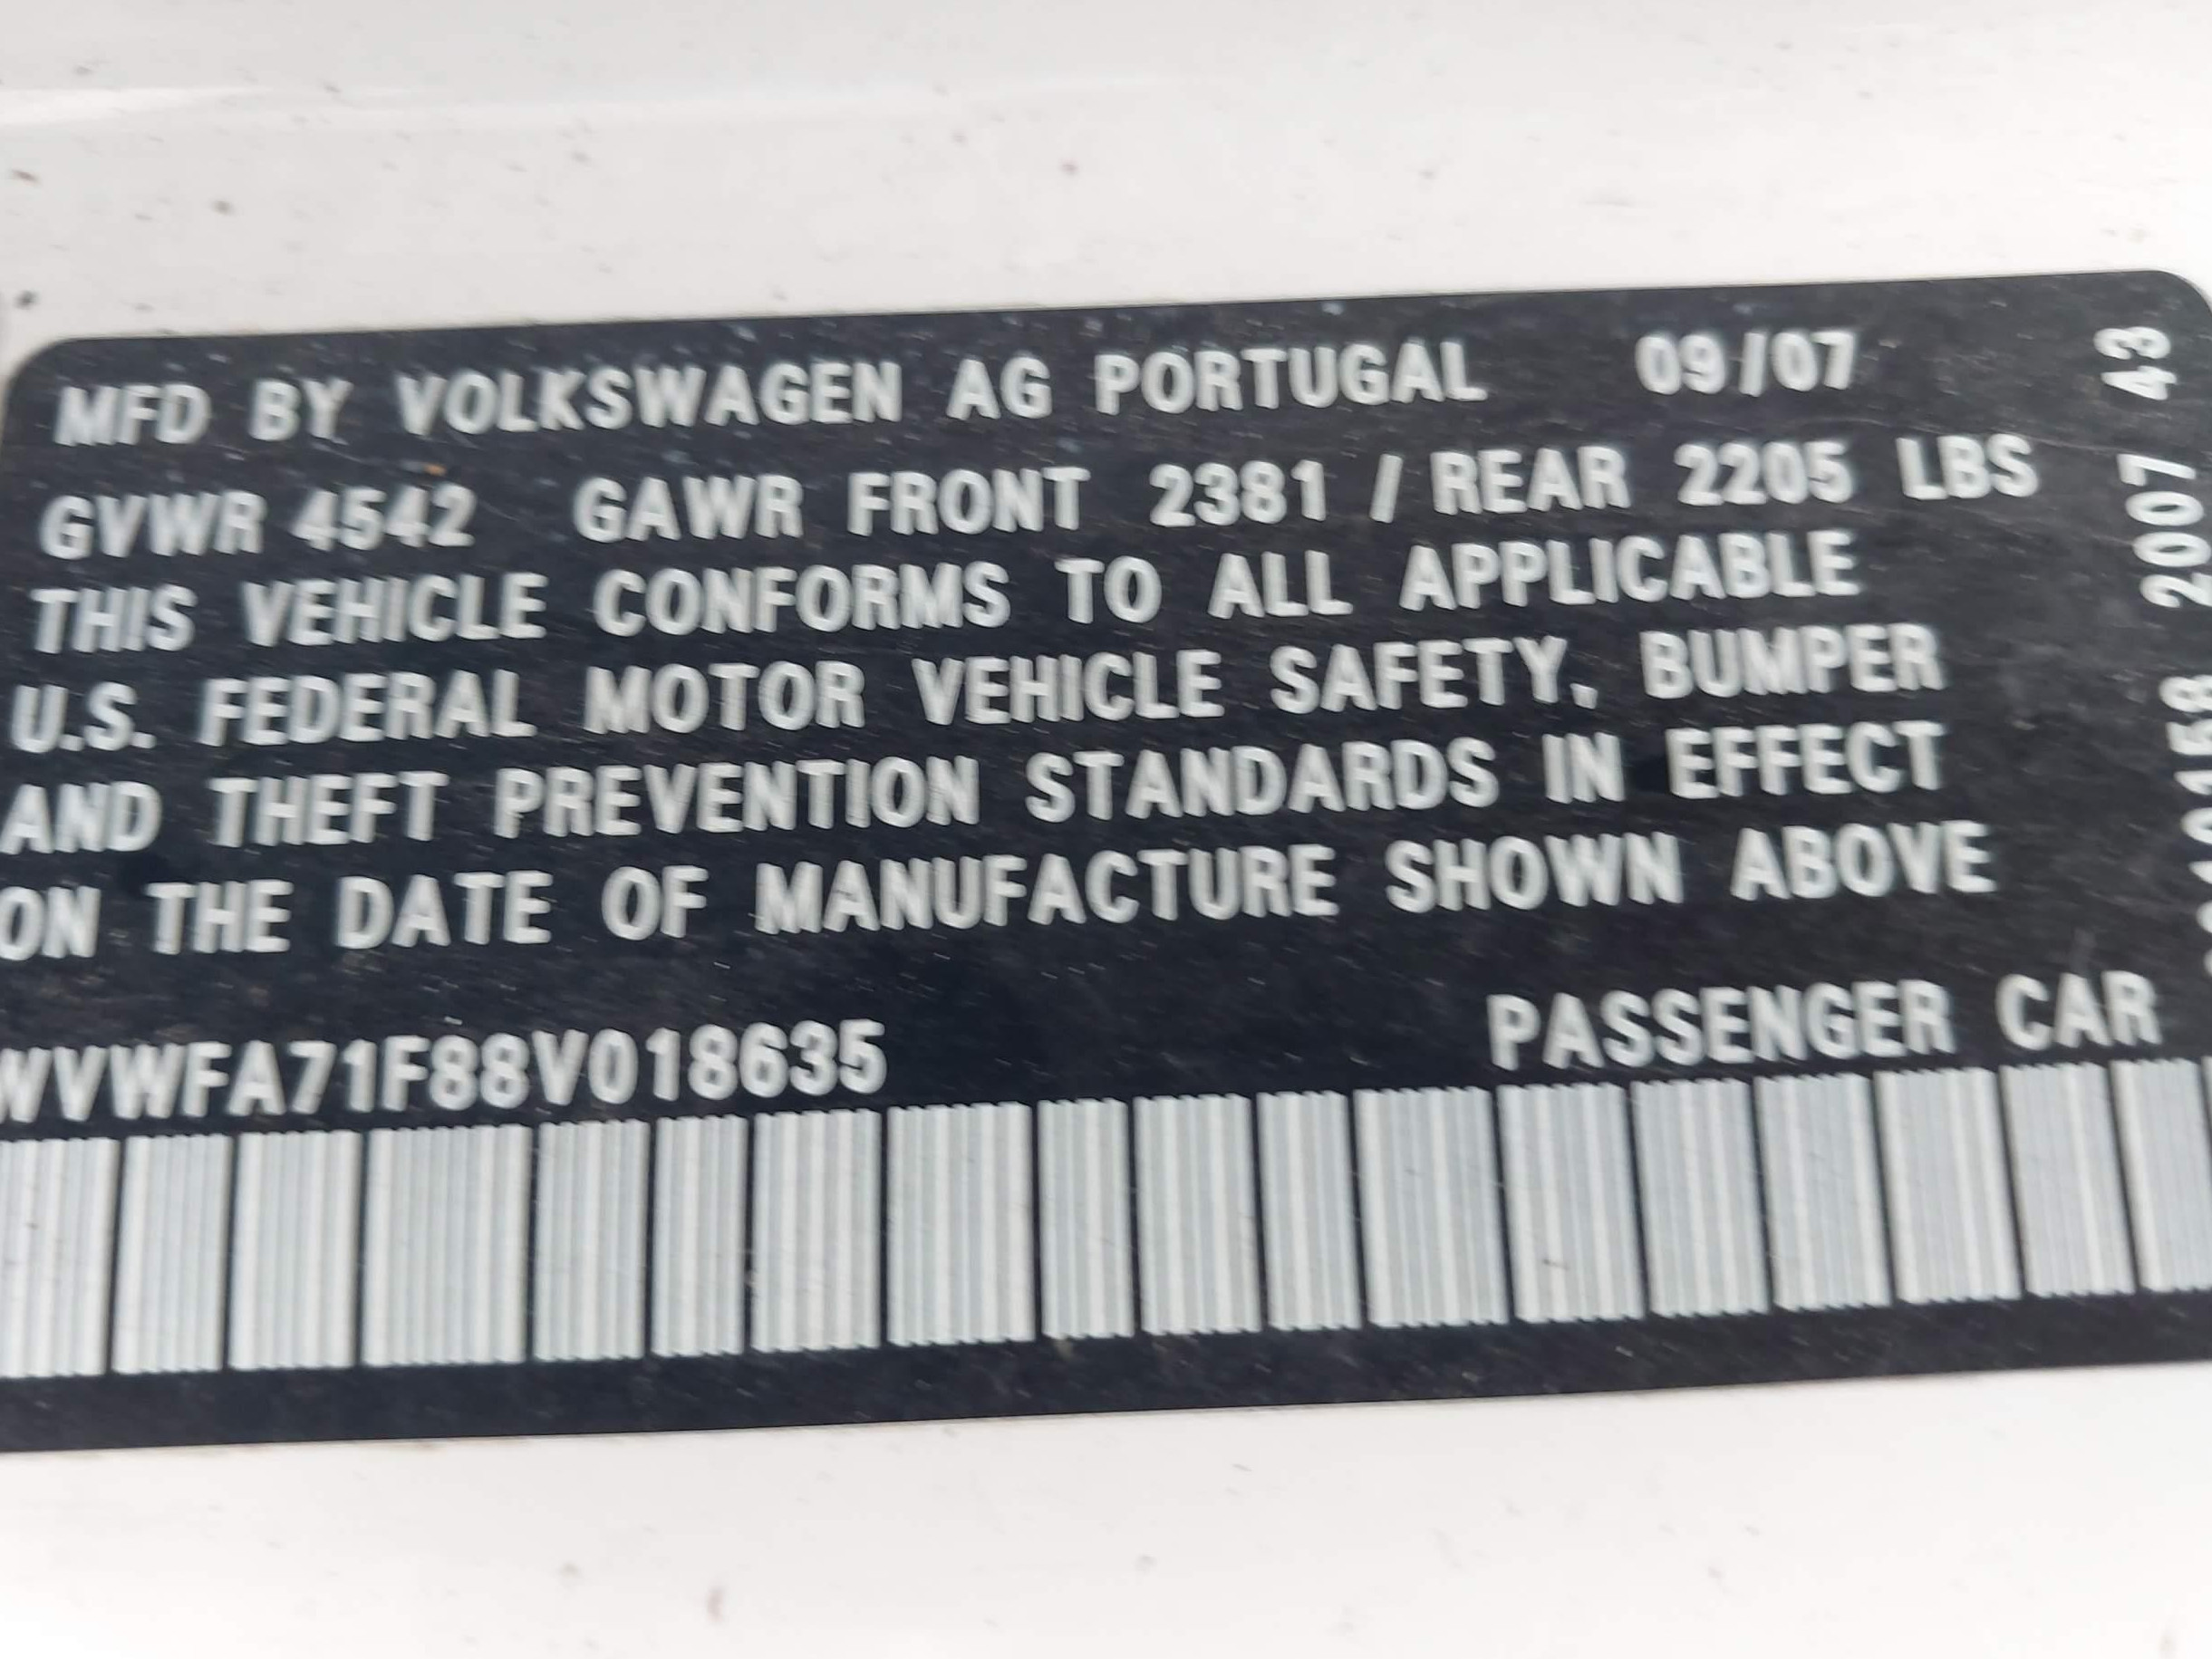 MFD BY VOLKSWAGEN AG PORTUGAL 09/07
GVWR 4542 GAWR FRONT 2381 / REAR 2205 LBS
THIS VEHICLE CONFORMS TO ALL APPLICABLE
U.S. FEDERAL MOTOR VEHICLE SAFETY, BUMPER
AND THEFT PREVENTION STANDARDS IN EFFECT
ON THE DATE OF MANUFACTURE SHOWN ABOVE
WVWFA71F88V018635 PASSENGER CAR
2007 43